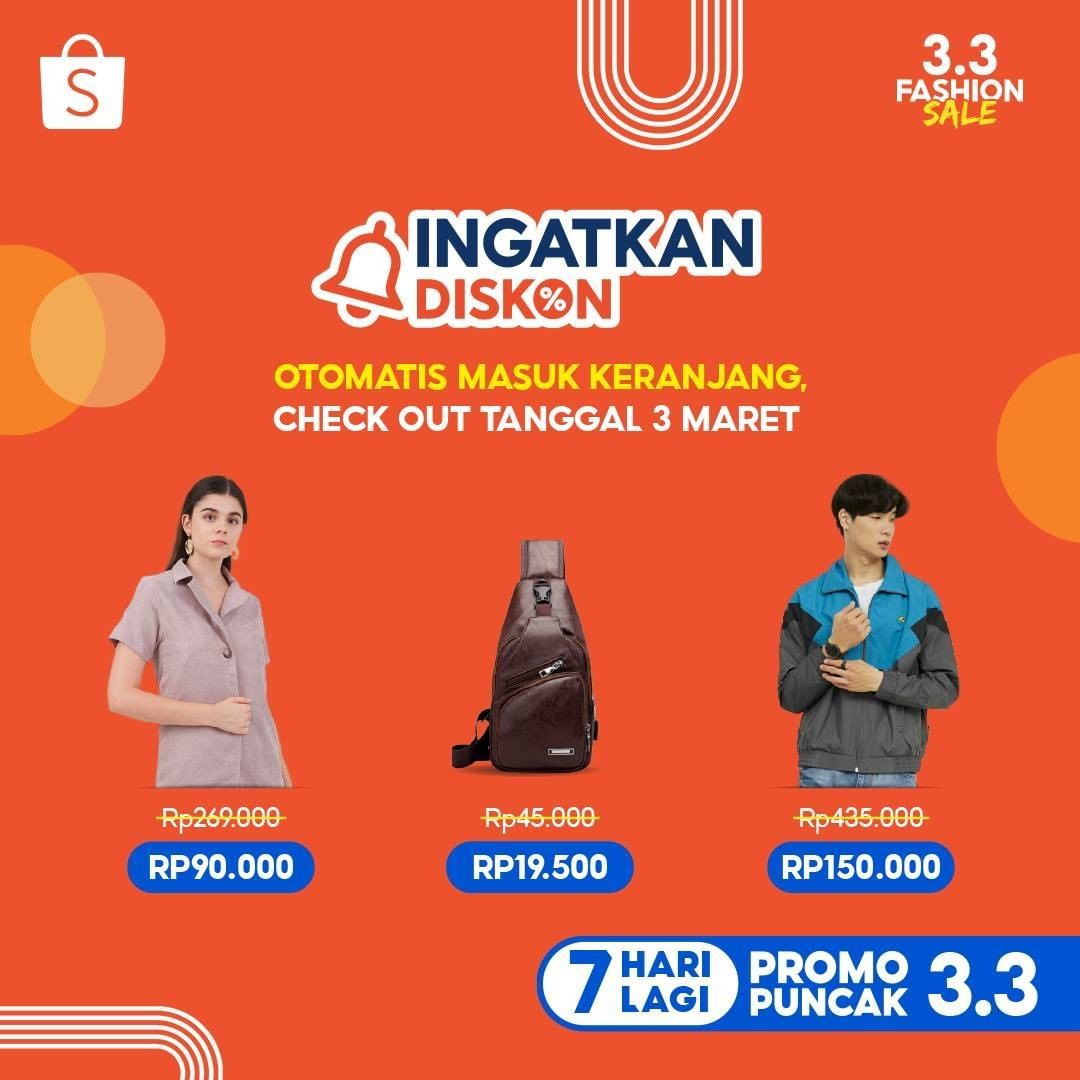 S
3.3
FASHION
SALE
INGATKAN
DISKON
OTOMATIS MASUK KERANJANG,
CHECK OUT TANGGAL 3 MARET
Rp269.000
RP90.000
Rp45.000
RP19.500
Rp435.000
RP150.000
7 HARI LAGI
PROMO PUNCAK 3.3